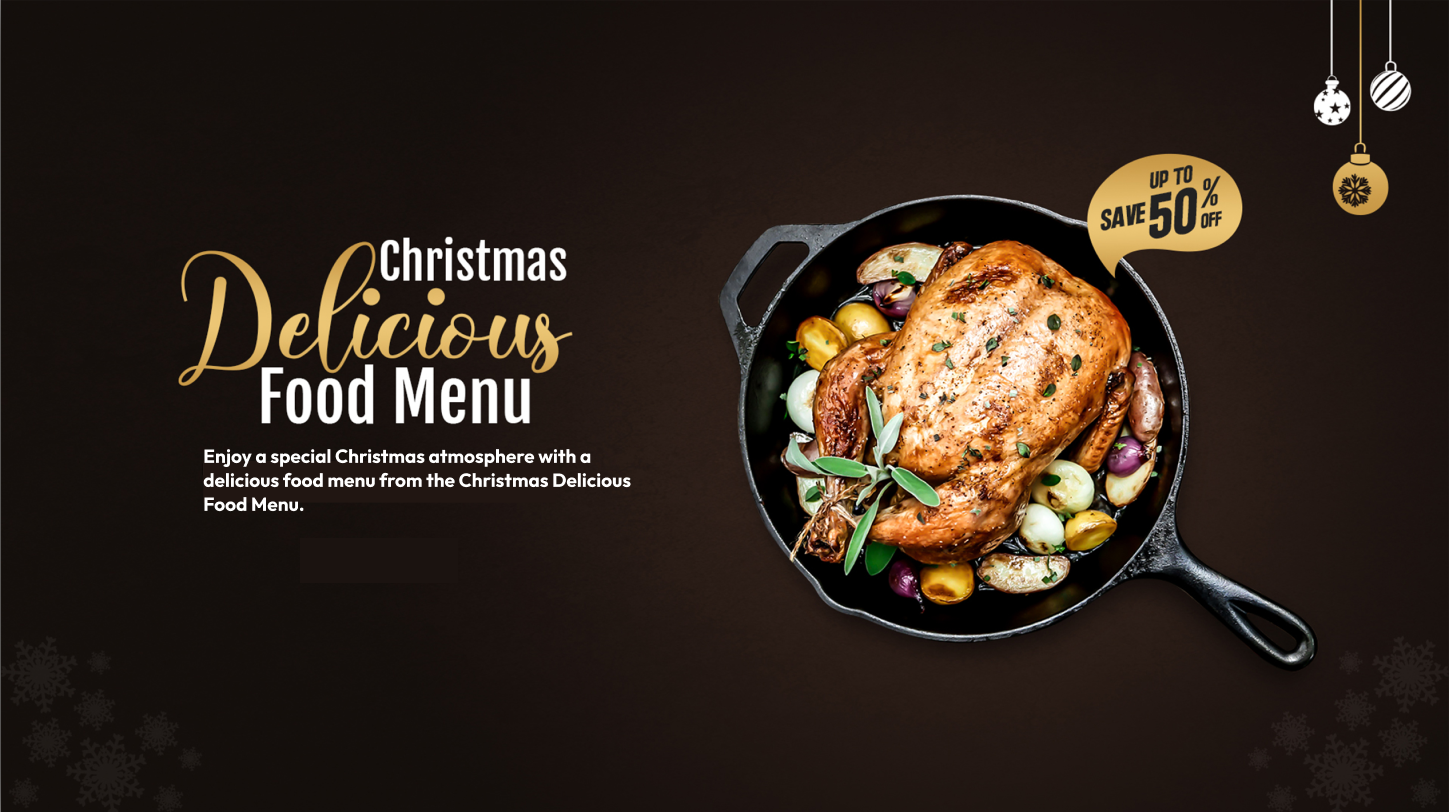 Christmas
Delicious
Food Menu
Enjoy a special Christmas atmosphere with a
delicious food menu from the Christmas Delicious
Food Menu.
UP TO
SAVE 50% OFF